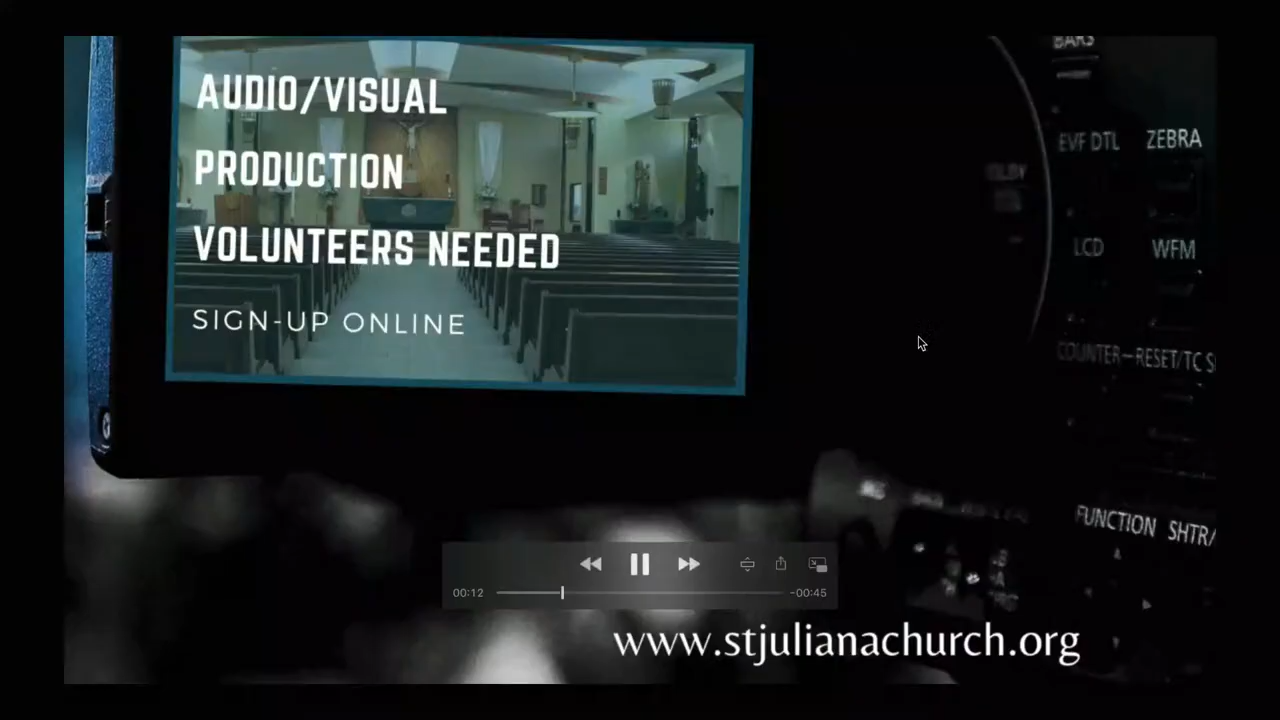 AUDIO/VISUAL
PRODUCTION
VOLUNTEERS NEEDED
SIGN-UP ONLINE
BARS
EVF DTL ZEBRA
LCD WFM
COUNTER-RESET/TC
FUNCTION SHTR/
00:12 -00:45
www.stjulianachurch.org